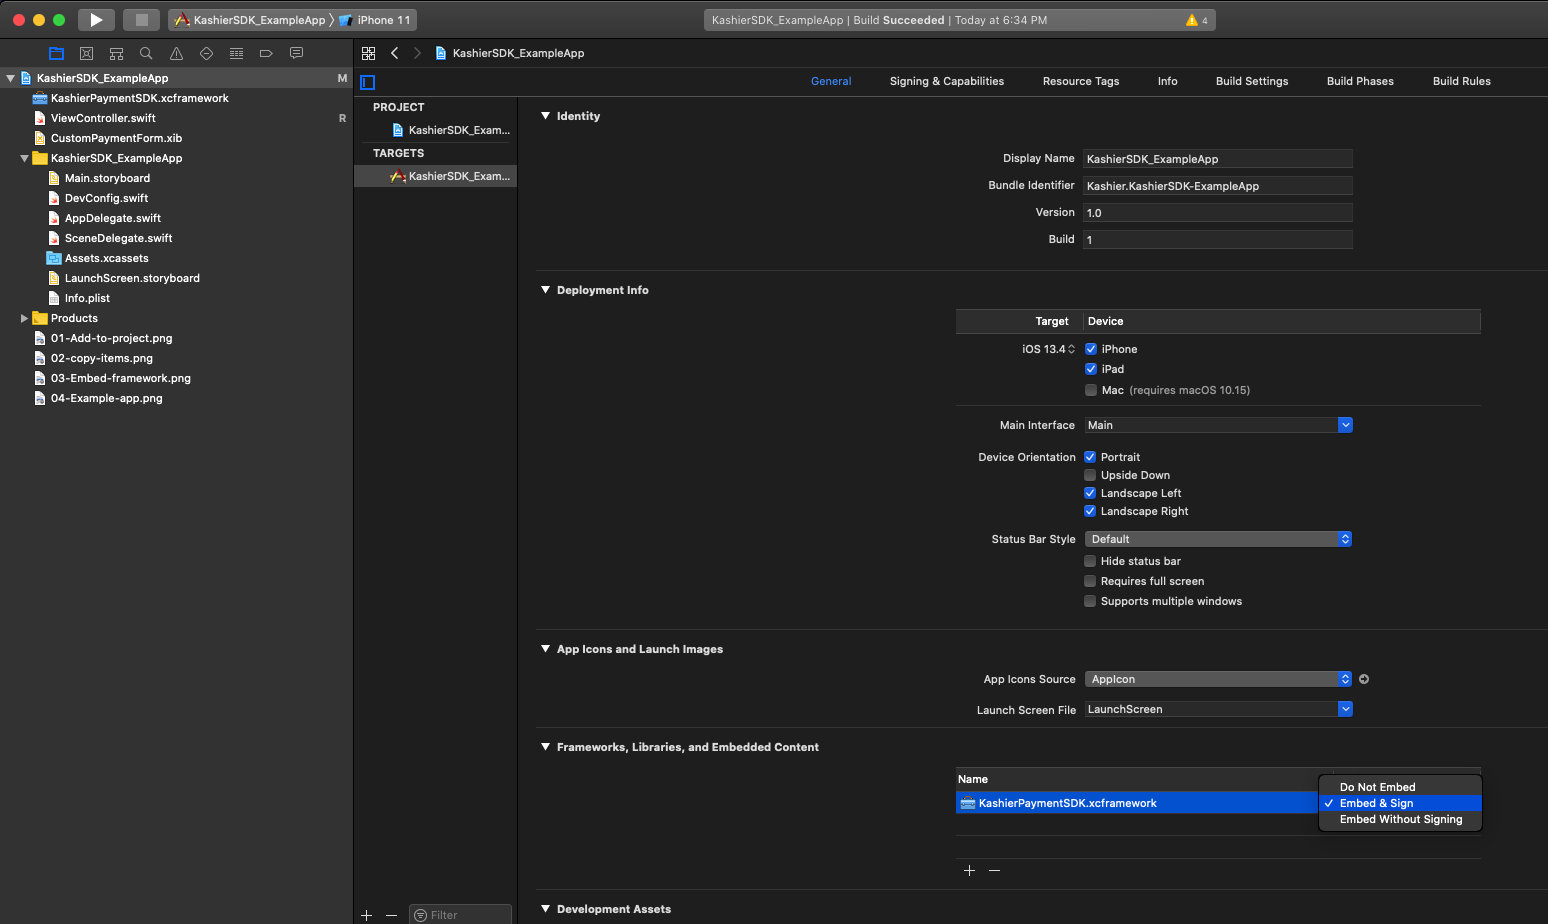 KashierSDK_ExampleApp 〉 iPhone 11
KashierSDK_ExampleApp | Build Succeeded | Today at 6:34 PM
4
KashierSDK_ExampleApp M
KashierPaymentSDK.xcframework
ViewController.swift R
CustomPaymentForm.xib
KashierSDK_ExampleApp
Main.storyboard
DevConfig.swift
AppDelegate.swift
SceneDelegate.swift
Assets.xcassets
LaunchScreen.storyboard
Info.plist
Products
01-Add-to-project.png
02-copy-items.png
03-Embed-framework.png
04-Example-app.png
KashierSDK_ExampleApp
General Signing & Capabilities Resource Tags Info Build Settings Build Phases Build Rules
PROJECT
KashierSDK_Exam...
TARGETS
KashierSDK_Exam...
Filter
Identity
Display Name KashierSDK_ExampleApp
Bundle Identifier Kashier.KashierSDK-ExampleApp
Version 1.0
Build 1
Deployment Info
Target Device
iOS 13.4 iPhone
iPad
Mac (requires macOS 10.15)
Main Interface Main
Device Orientation Portrait
Upside Down
Landscape Left
Landscape Right
Status Bar Style Default
Hide status bar
Requires full screen
Supports multiple windows
App Icons and Launch Images
App Icons Source AppIcon
Launch Screen File LaunchScreen
Frameworks, Libraries, and Embedded Content
Name
KashierPaymentSDK.xcframework
Do Not Embed
Embed & Sign
Embed Without Signing
Development Assets